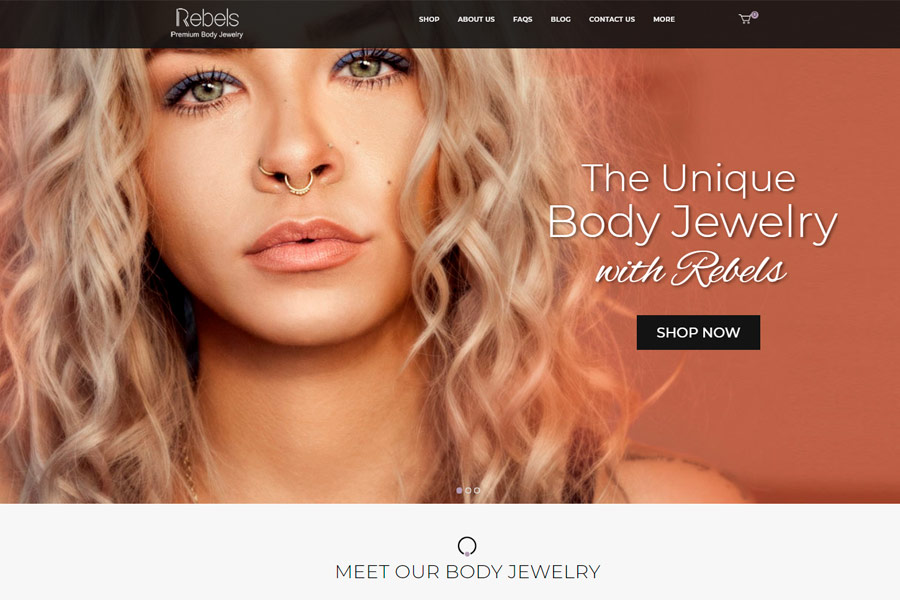 Rebels
Premium Body Jewelry
SHOP ABOUT US FAQS BLOG CONTACT US MORE
0
The Unique
Body Jewelry
with Rebels
SHOP NOW
MEET OUR BODY JEWELRY